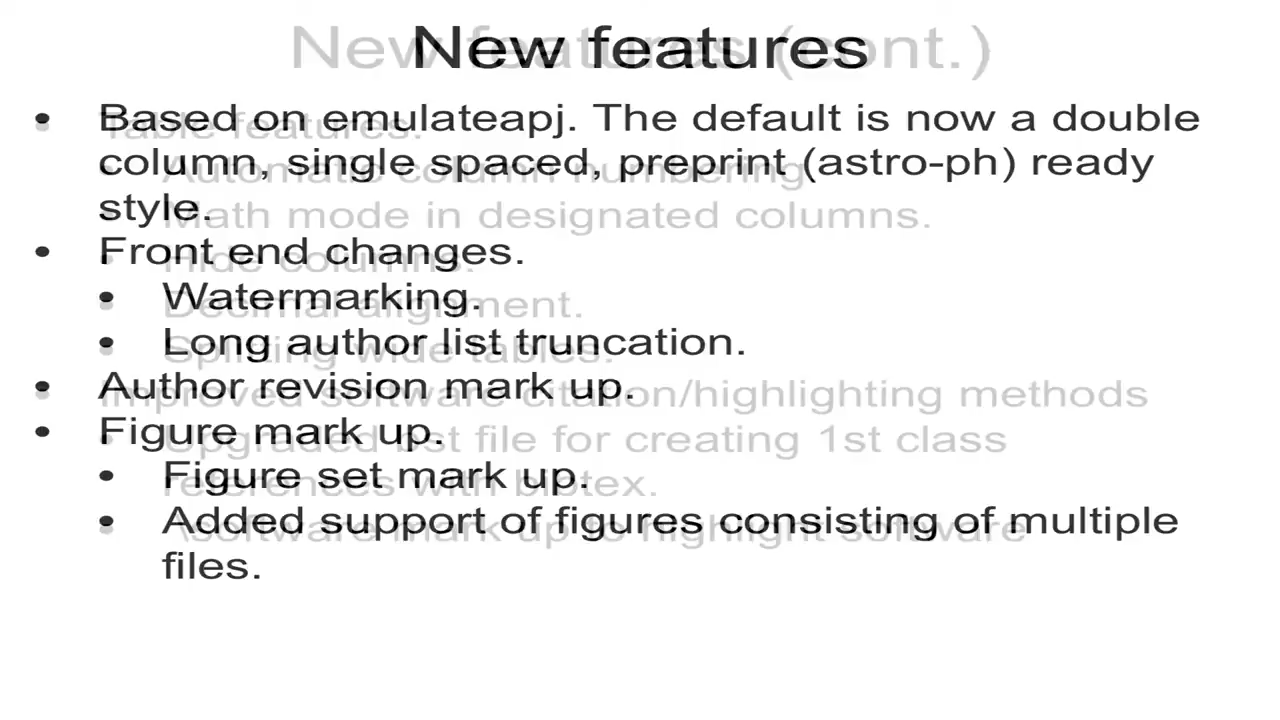 New features
• Based on emulateapj. The default is now a double
column, single spaced, preprint (astro-ph) ready
style.
• Front end changes.
• Watermarking.
• Long author list truncation.
• Author revision mark up.
• Figure mark up.
• Figure set mark up.
• Added support of figures consisting of multiple
files.
New features (cont.)
• Table features.
• Automatic column numbering
• Math mode in designated columns.
• Hide columns.
• Decimal alignment.
• Splitting wide tables.
• Improved software citation/highlighting methods
• Upgraded bst file for creating 1st class
references with bibtex.
• \software mark up to highlight software